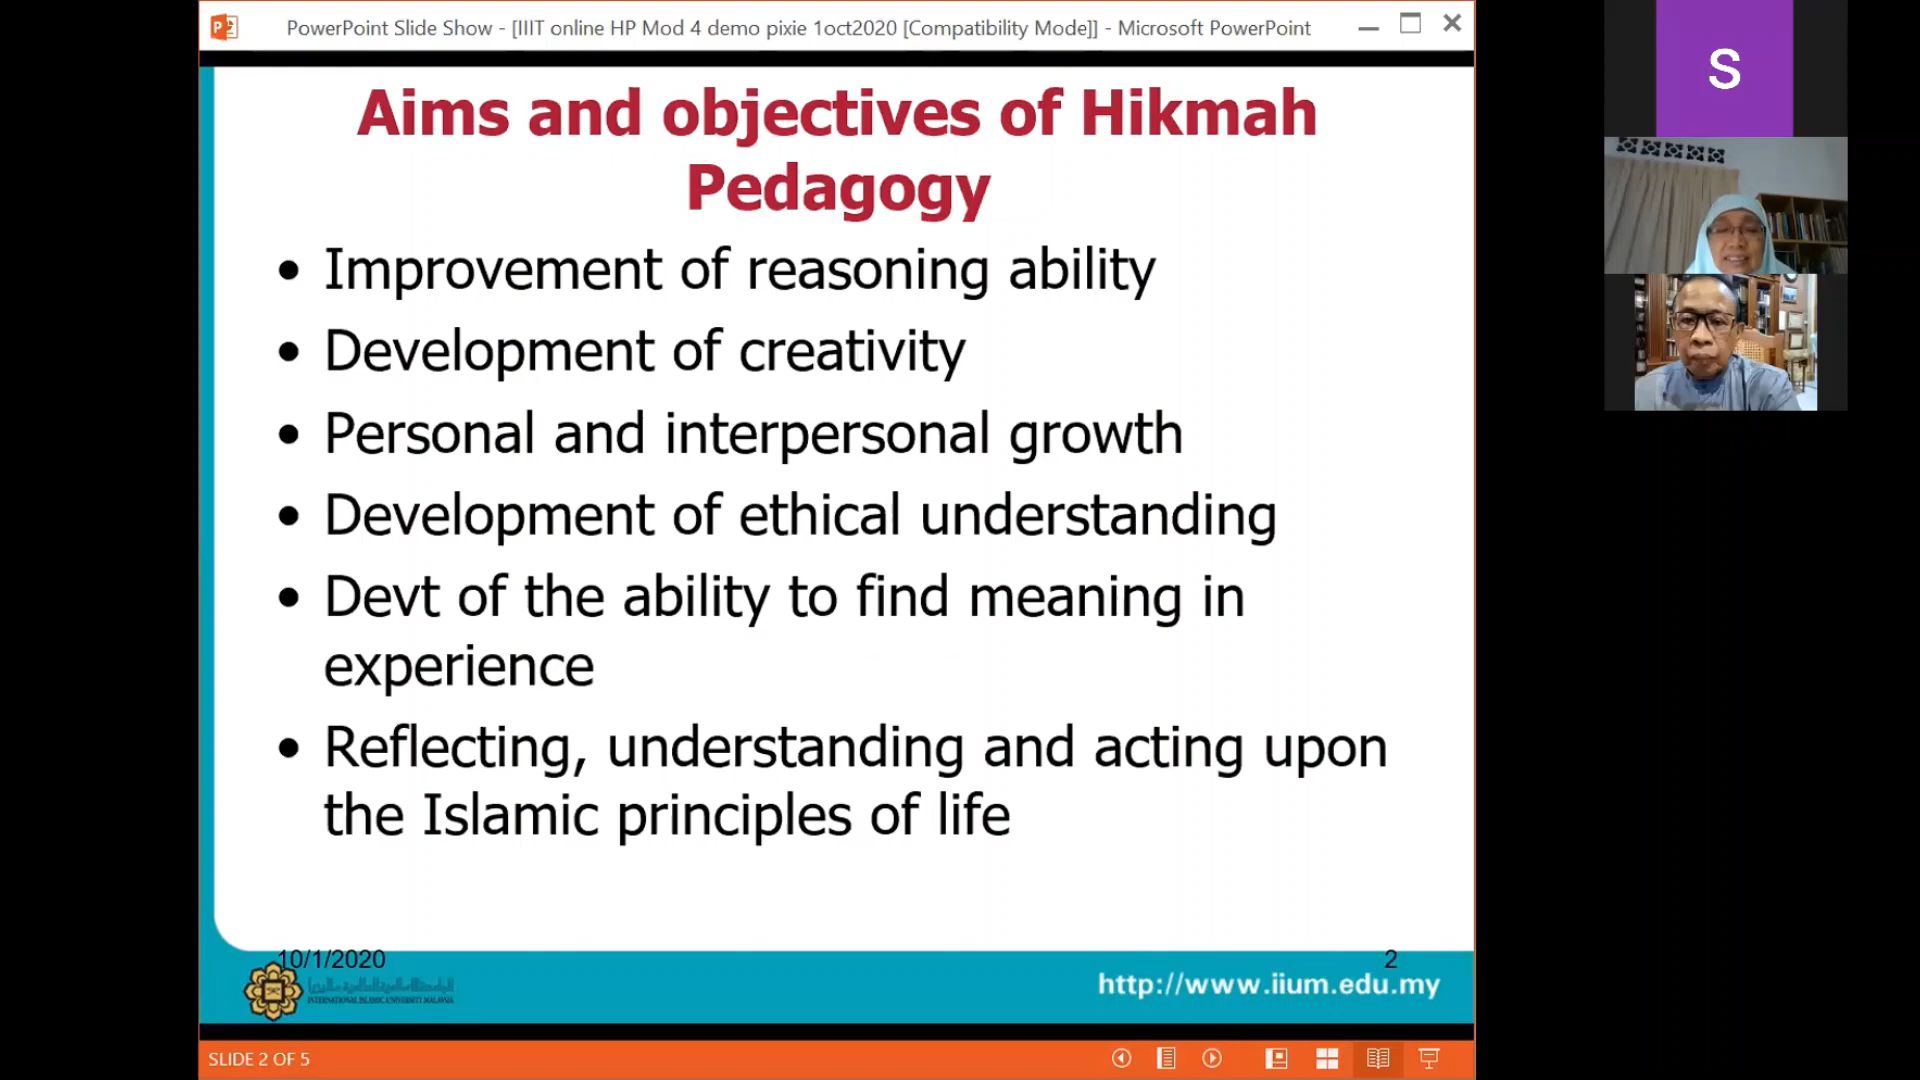 PowerPoint Slide Show - [IIIT online HP Mod 4 demo pixie 1oct2020 [Compatibility Mode]] - Microsoft PowerPoint
S
Aims and objectives of Hikmah
Pedagogy
• Improvement of reasoning ability
• Development of creativity
• Personal and interpersonal growth
• Development of ethical understanding
• Devt of the ability to find meaning in
experience
• Reflecting, understanding and acting upon
the Islamic principles of life
10/1/2020
2
INTERNATIONAL ISLAMIC UNIVERSITY MALAYSIA
http://www.iium.edu.my
SLIDE 2 OF 5